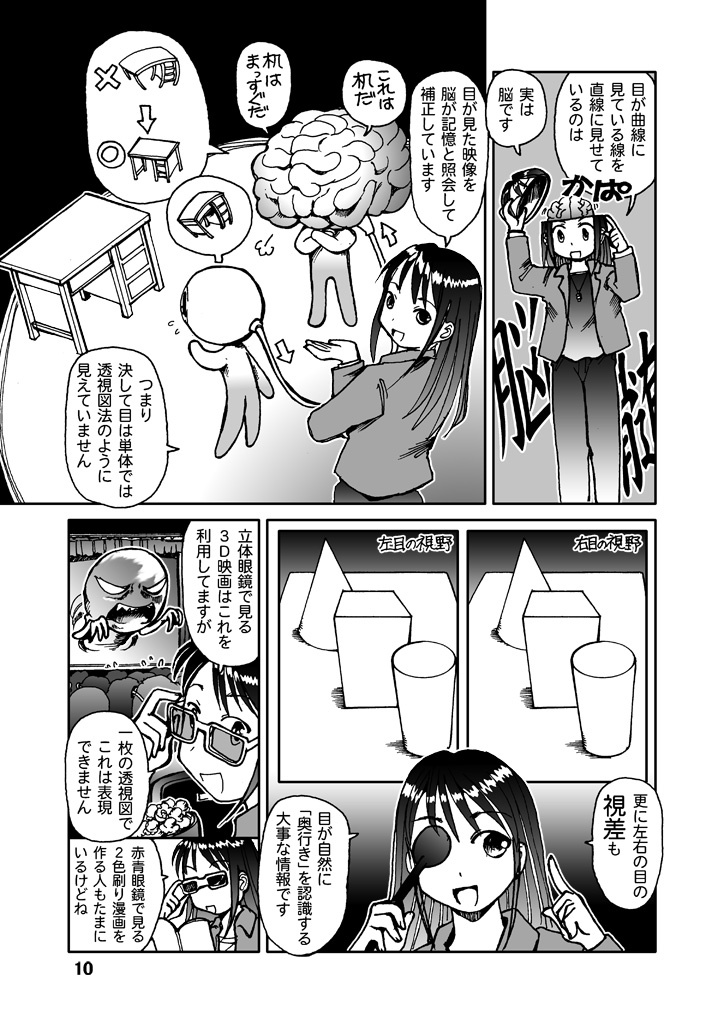 目が曲線に
見ている線を
直線に見せて
いるのは
実は
脳です
かぱ
脳
髄
目が見た映像を
脳が記憶と照会して
補正しています
これは
机だ
机は
まっすぐだ
つまり
決して目は単体では
透視図法のように
見えていません
右目の視野
左目の視野
更に左右の目の
視差も
目が自然に
「奥行き」を認識する
大事な情報です
立体眼鏡で見る
3D映画はこれを
利用してますが
一枚の透視図で
これは表現
できません
赤青眼鏡で見る
2色刷り漫画を
作る人もたまに
いるけどね
10